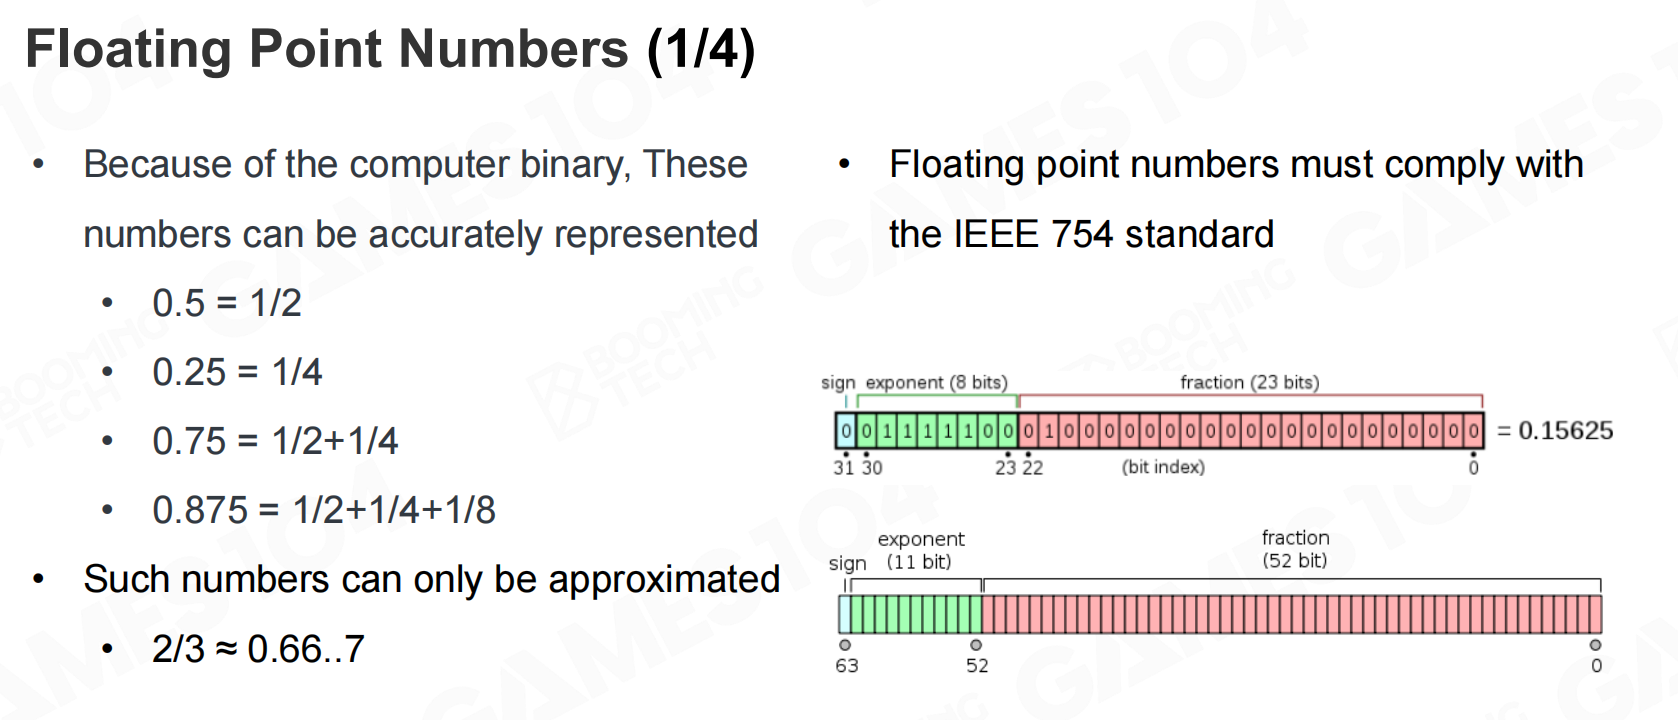 Floating Point Numbers (1/4)
• Because of the computer binary, These
numbers can be accurately represented
• 0.5 = 1/2
• 0.25 = 1/4
• 0.75 = 1/2+1/4
• 0.875 = 1/2+1/4+1/8
• Such numbers can only be approximated
• 2/3 ≈ 0.66..7
• Floating point numbers must comply with
the IEEE 754 standard
sign exponent (8 bits) fraction (23 bits)
0 0 1 1 1 1 1 0 0 0 1 0 0 0 0 0 0 0 0 0 0 0 0 0 0 0 0 0 0 0 0 0 = 0.15625
31 30 23 22 (bit index) 0
exponent fraction
sign (11 bit) (52 bit)
63 52 0
GAMES104
BOOMING
TECH